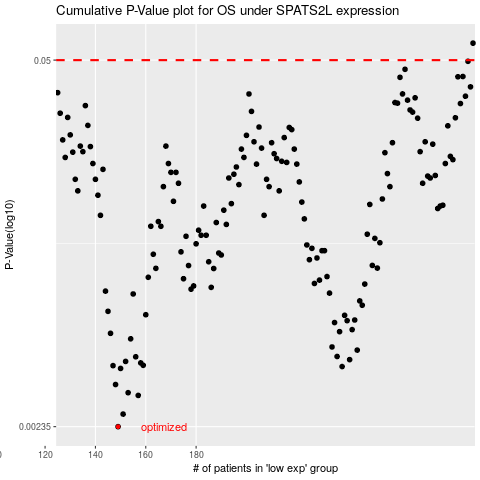 Cumulative P-Value plot for OS under SPATS2L expression
0.05
P-Value(log10)
optimized
0.00235
0 120 140 160 180
# of patients in 'low exp' group